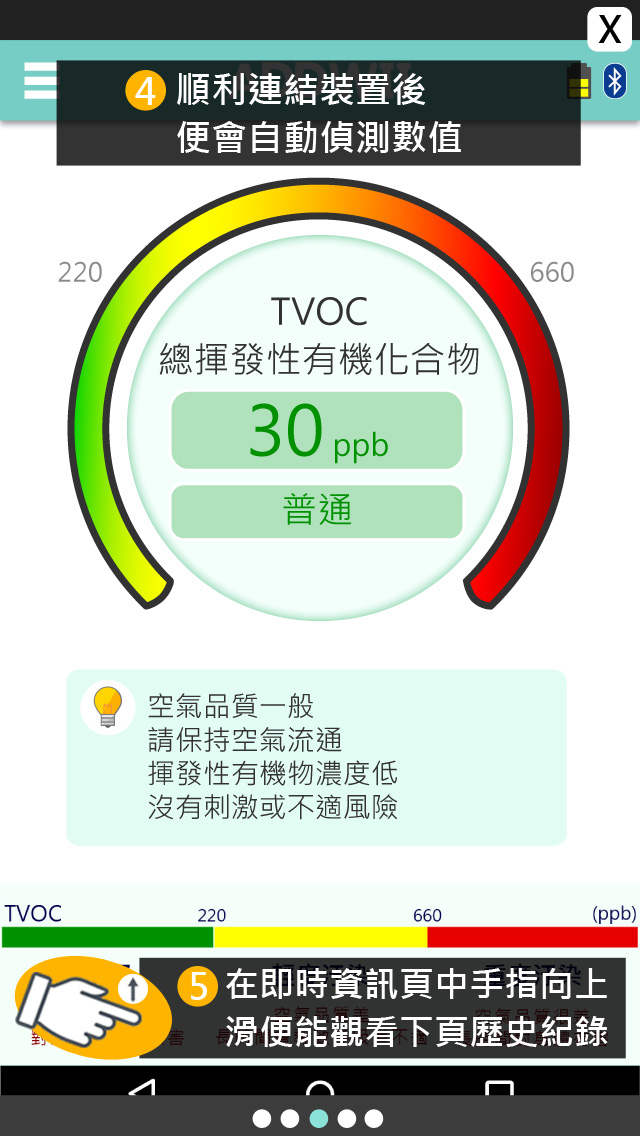 X
4 順利連結裝置後
便會自動偵測數值
220
660
TVOC
總揮發性有機化合物
30 ppb
普通
空氣品質一般
請保持空氣流通
揮發性有機物濃度低
沒有刺激或不適風險
TVOC 220 660 (ppb)
5 在即時資訊頁中手指向上
滑便能觀看下頁歷史紀錄